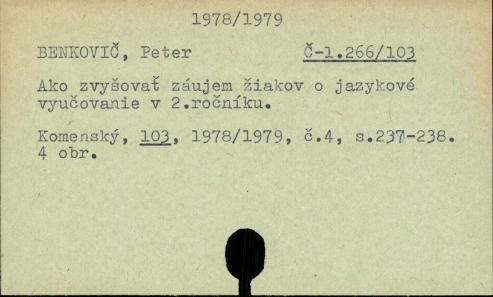 1978/1979
BENKOVIČ, Peter Č-1.266/103
Ako zvyšovať záujem žiakov o jazykové
vyučovanie v 2.ročníku.
Komenský, 103, 1978/1979, č.4, s.237-238.
4 obr.